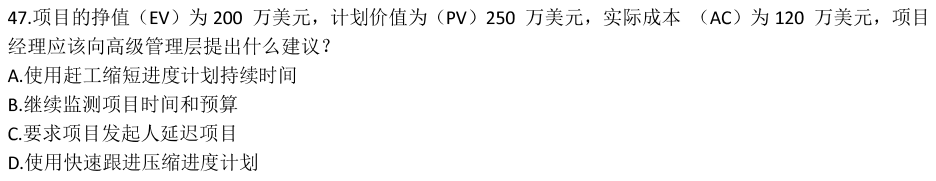 47.项目的挣值（EV）为 200 万美元，计划价值为（PV）250 万美元，实际成本 （AC）为 120 万美元，项目
经理应该向高级管理层提出什么建议？
A.使用赶工缩短进度计划持续时间
B.继续监测项目时间和预算
C.要求项目发起人延迟项目
D.使用快速跟进压缩进度计划